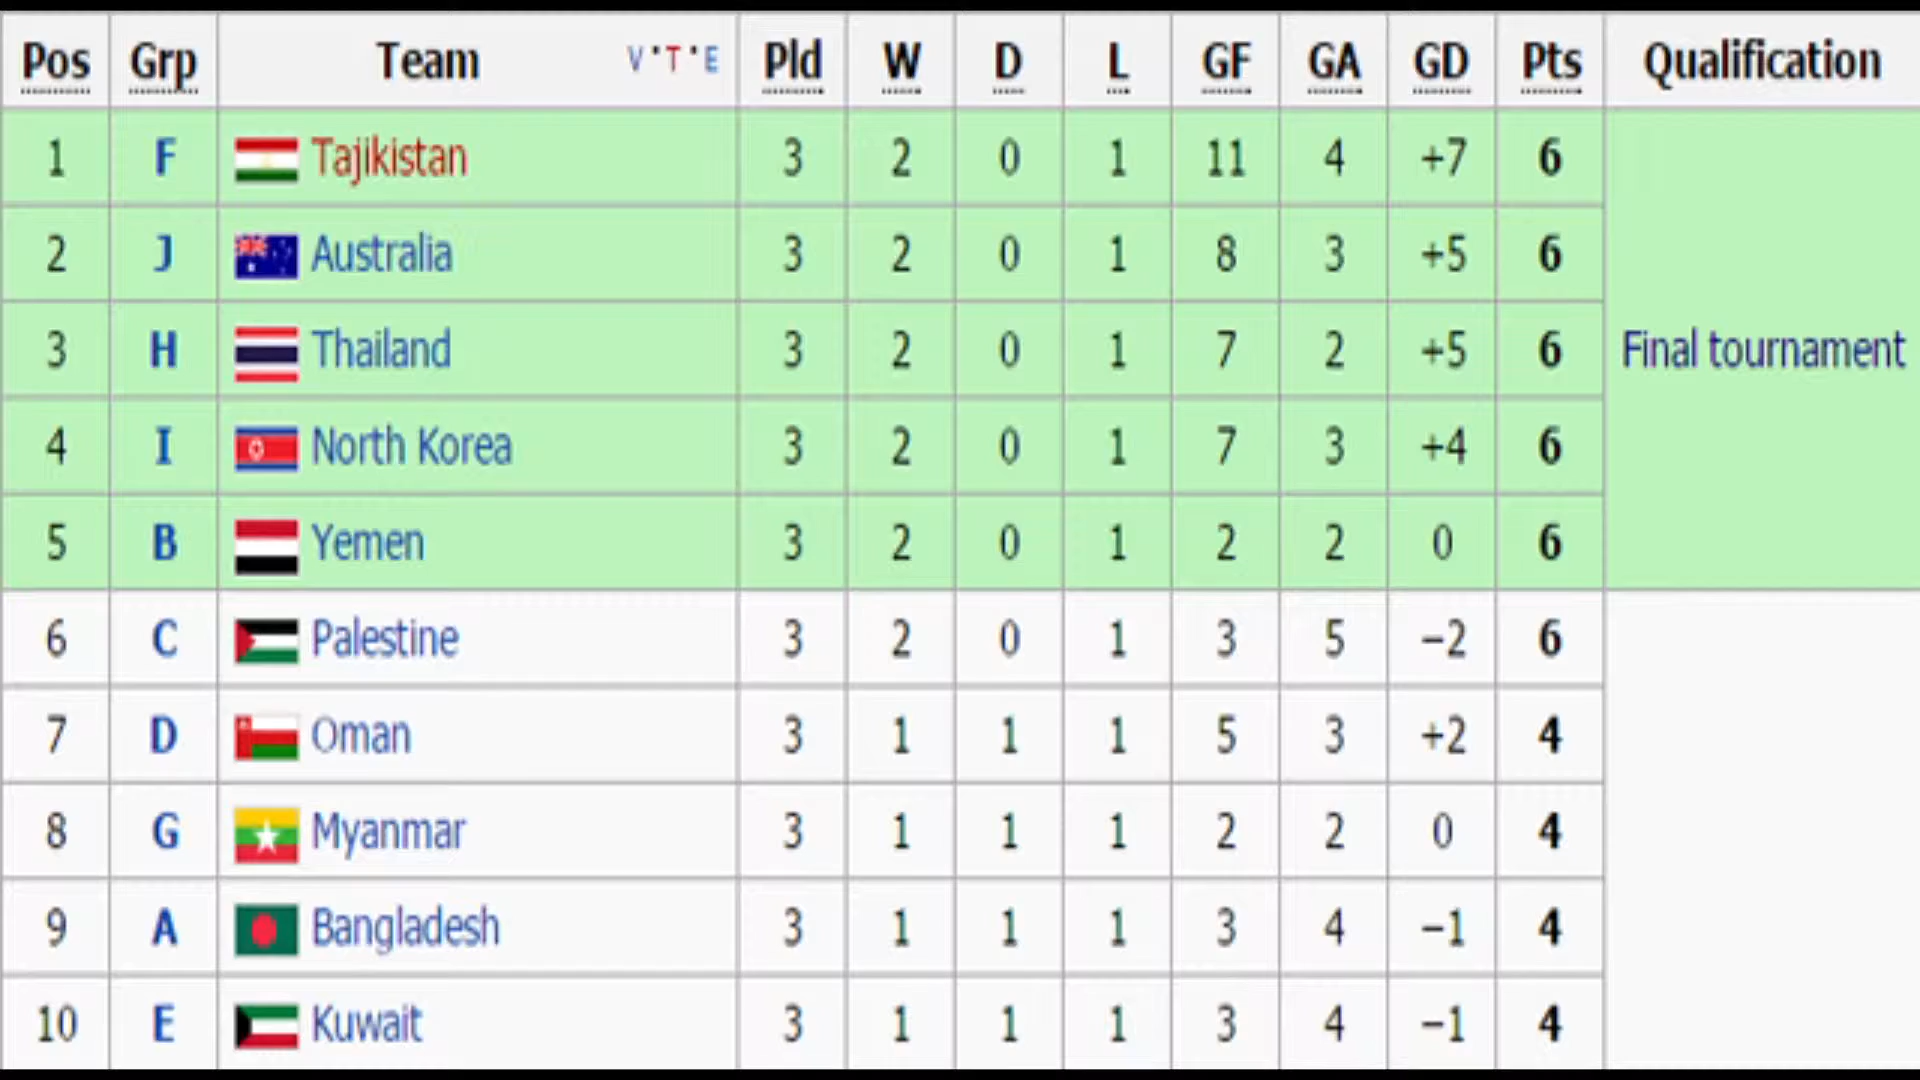 Pos Grp Team V · T · E Pld W D L GF GA GD Pts Qualification
1 F Tajikistan 3 2 0 1 11 4 +7 6
2 J Australia 3 2 0 1 8 3 +5 6
3 H Thailand 3 2 0 1 7 2 +5 6 Final tournament
4 I North Korea 3 2 0 1 7 3 +4 6
5 B Yemen 3 2 0 1 2 2 0 6
6 C Palestine 3 2 0 1 3 5 −2 6
7 D Oman 3 1 1 1 5 3 +2 4
8 G Myanmar 3 1 1 1 2 2 0 4
9 A Bangladesh 3 1 1 1 3 4 −1 4
10 E Kuwait 3 1 1 1 3 4 −1 4